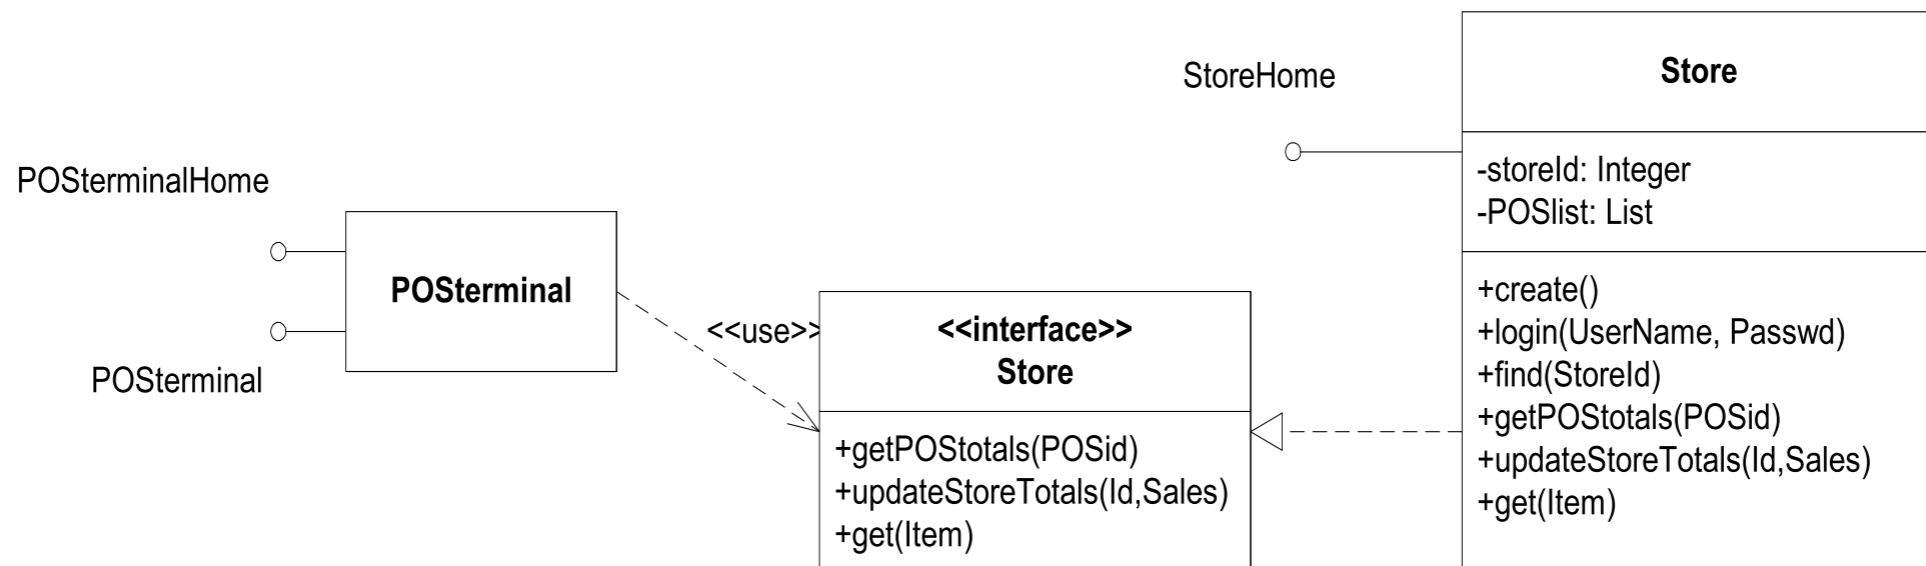 POSterminalHome
POSterminal
POSterminal
<<use>>
<<interface>>
Store
+getPOStotals(POSid)
+updateStoreTotals(Id,Sales)
+get(Item)
StoreHome
Store
-storeId: Integer
-POSlist: List
+create()
+login(UserName, Passwd)
+find(StoreId)
+getPOStotals(POSid)
+updateStoreTotals(Id,Sales)
+get(Item)